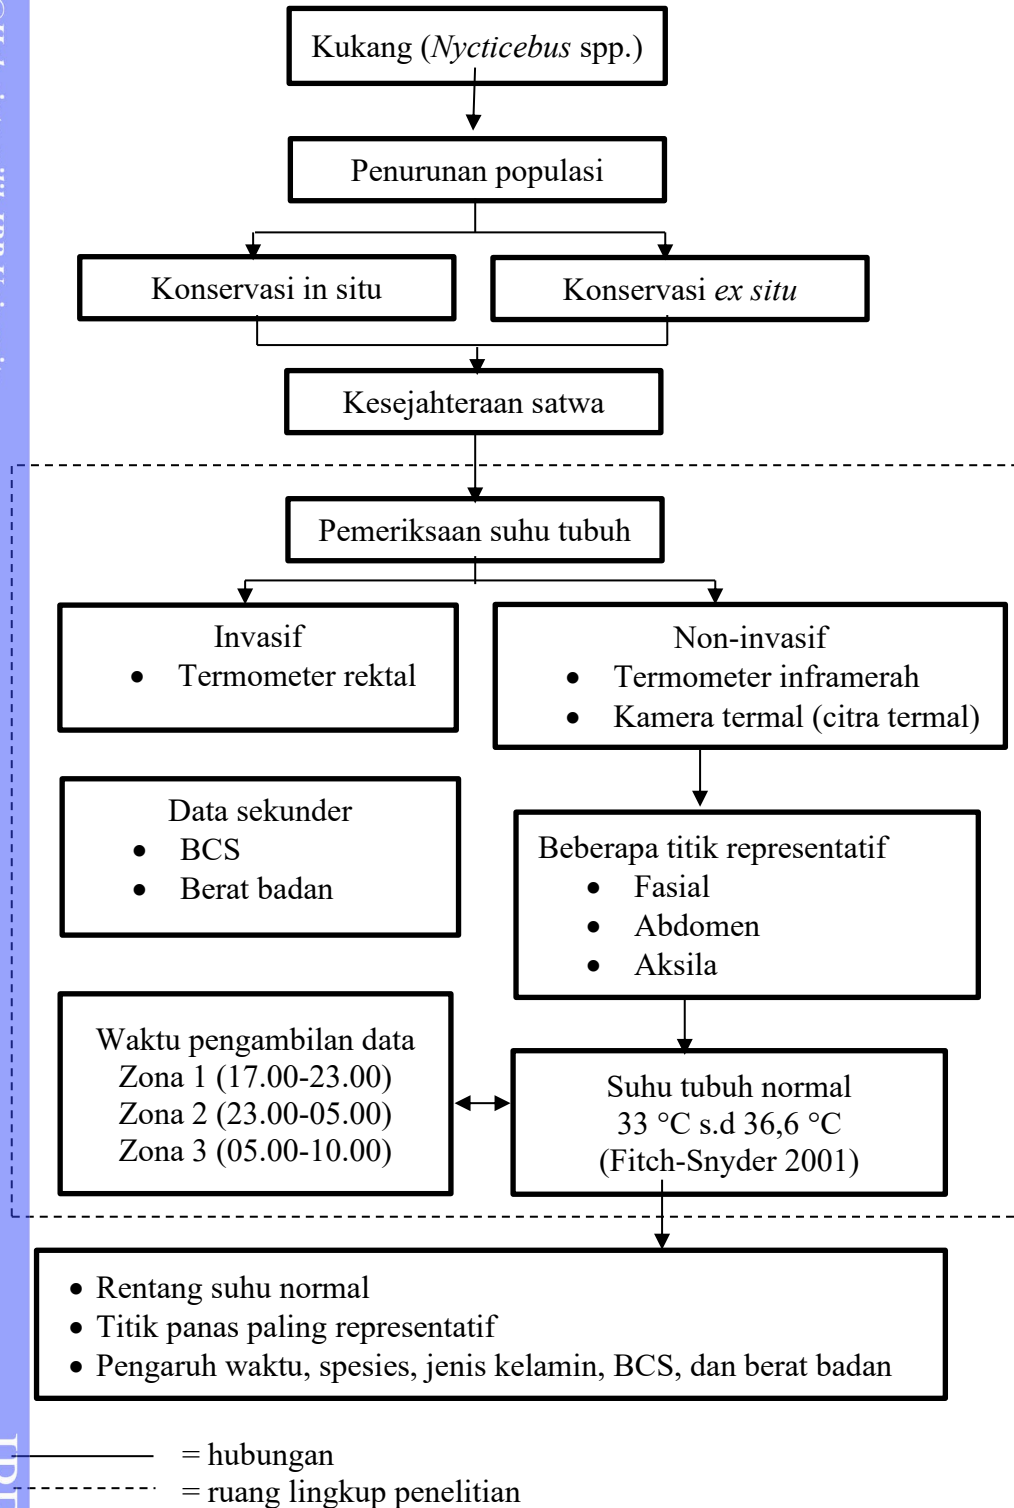 Kukang (Nycticebus spp.)
Penurunan populasi
Konservasi in situ
Konservasi ex situ
Kesejahteraan satwa
Pemeriksaan suhu tubuh
Invasif
• Termometer rektal
Non-invasif
• Termometer inframerah
• Kamera termal (citra termal)
Data sekunder
• BCS
• Berat badan
Beberapa titik representatif
• Fasial
• Abdomen
• Aksila
Waktu pengambilan data
Zona 1 (17.00-23.00)
Zona 2 (23.00-05.00)
Zona 3 (05.00-10.00)
Suhu tubuh normal
33 °C s.d 36,6 °C
(Fitch-Snyder 2001)
• Rentang suhu normal
• Titik panas paling representatif
• Pengaruh waktu, spesies, jenis kelamin, BCS, dan berat badan
= hubungan
= ruang lingkup penelitian